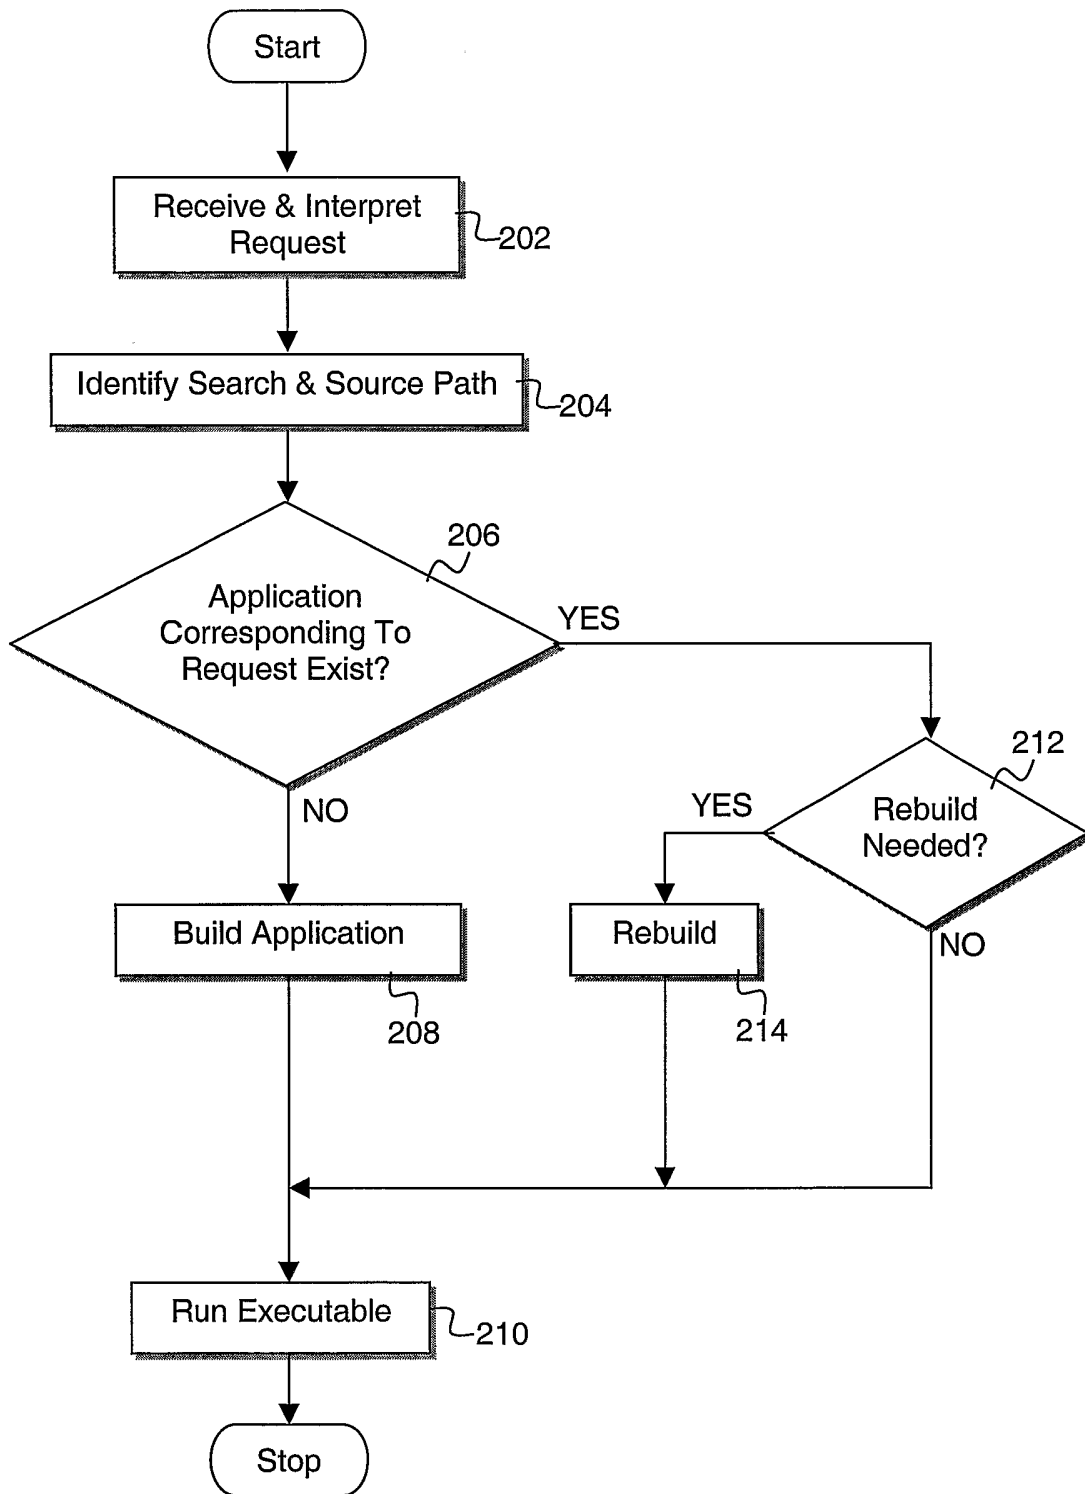 Start
Receive & Interpret
Request
202
Identify Search & Source Path
204
206
Application
Corresponding To
Request Exist?
YES
212
Rebuild
Needed?
YES
NO
NO
Build Application
208
Rebuild
214
Run Executable
210
Stop